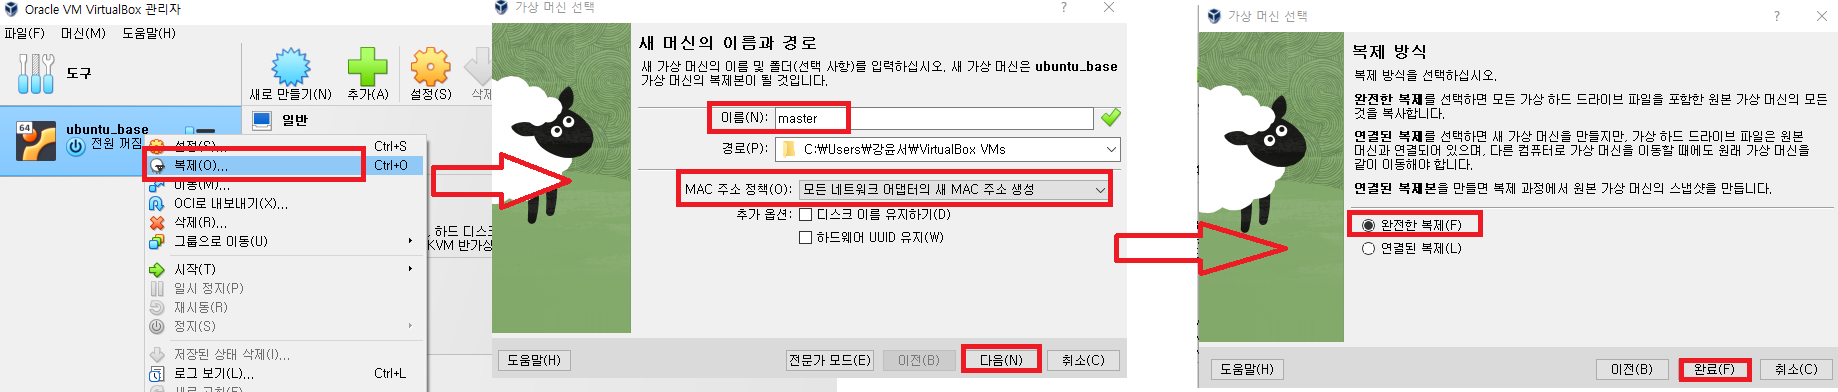 Oracle VM VirtualBox 관리자
파일(F) 머신(M) 도움말(H)
도구
새로 만들기(N) 추가(A) 설정(S) 삭제
64
ubuntu_base
전원 꺼짐
일반
설정(S)... Ctrl+S
복제(O)... Ctrl+O
이동(M)...
OCI로 내보내기(X)...
삭제(R)...
그룹으로 이동(U)
, 하드 디스크
KVM 반가상
시작(T)
일시 정지(P)
재시동(R)
정지(S)
저장된 상태 삭제(I)...
로그 보기(L)... Ctrl+L
가상 머신 선택
새 머신의 이름과 경로
새 가상 머신의 이름 및 폴더(선택 사항)를 입력하십시오. 새 가상 머신은 ubuntu_base
가상 머신의 복제본이 될 것입니다.
이름(N): master
경로(P): C:₩Users₩강윤서₩VirtualBox VMs
MAC 주소 정책(O): 모든 네트워크 어댑터의 새 MAC 주소 생성
추가 옵션: 디스크 이름 유지하기(D)
하드웨어 UUID 유지(W)
도움말(H) 전문가 모드(E) 이전(B) 다음(N) 취소(C)
가상 머신 선택
복제 방식
복제 방식을 선택하십시오.
완전한 복제를 선택하면 모든 가상 하드 드라이브 파일을 포함한 원본 가상 머신의 모든
것을 복사합니다.
연결된 복제를 선택하면 새 가상 머신을 만들지만, 가상 하드 드라이브 파일은 원본
머신과 연결되어 있으며, 다른 컴퓨터로 가상 머신을 이동할 때에도 원래 가상 머신을
같이 이동해야 합니다.
연결된 복제본을 만들면 복제 과정에서 원본 가상 머신의 스냅샷을 만듭니다.
완전한 복제(F)
연결된 복제(L)
도움말(H) 이전(B) 완료(F) 취소(C)